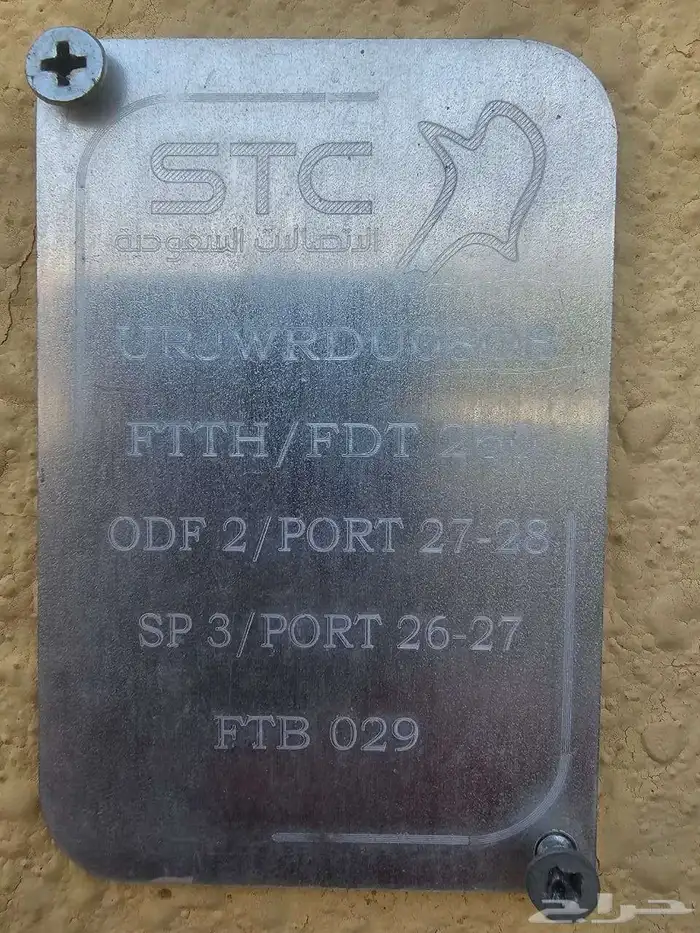 STC
الاتصالات السعودية
FTTH/FDT
ODF 2/PORT 27-28
SP 3/PORT 26-27
FTB 029
حراج